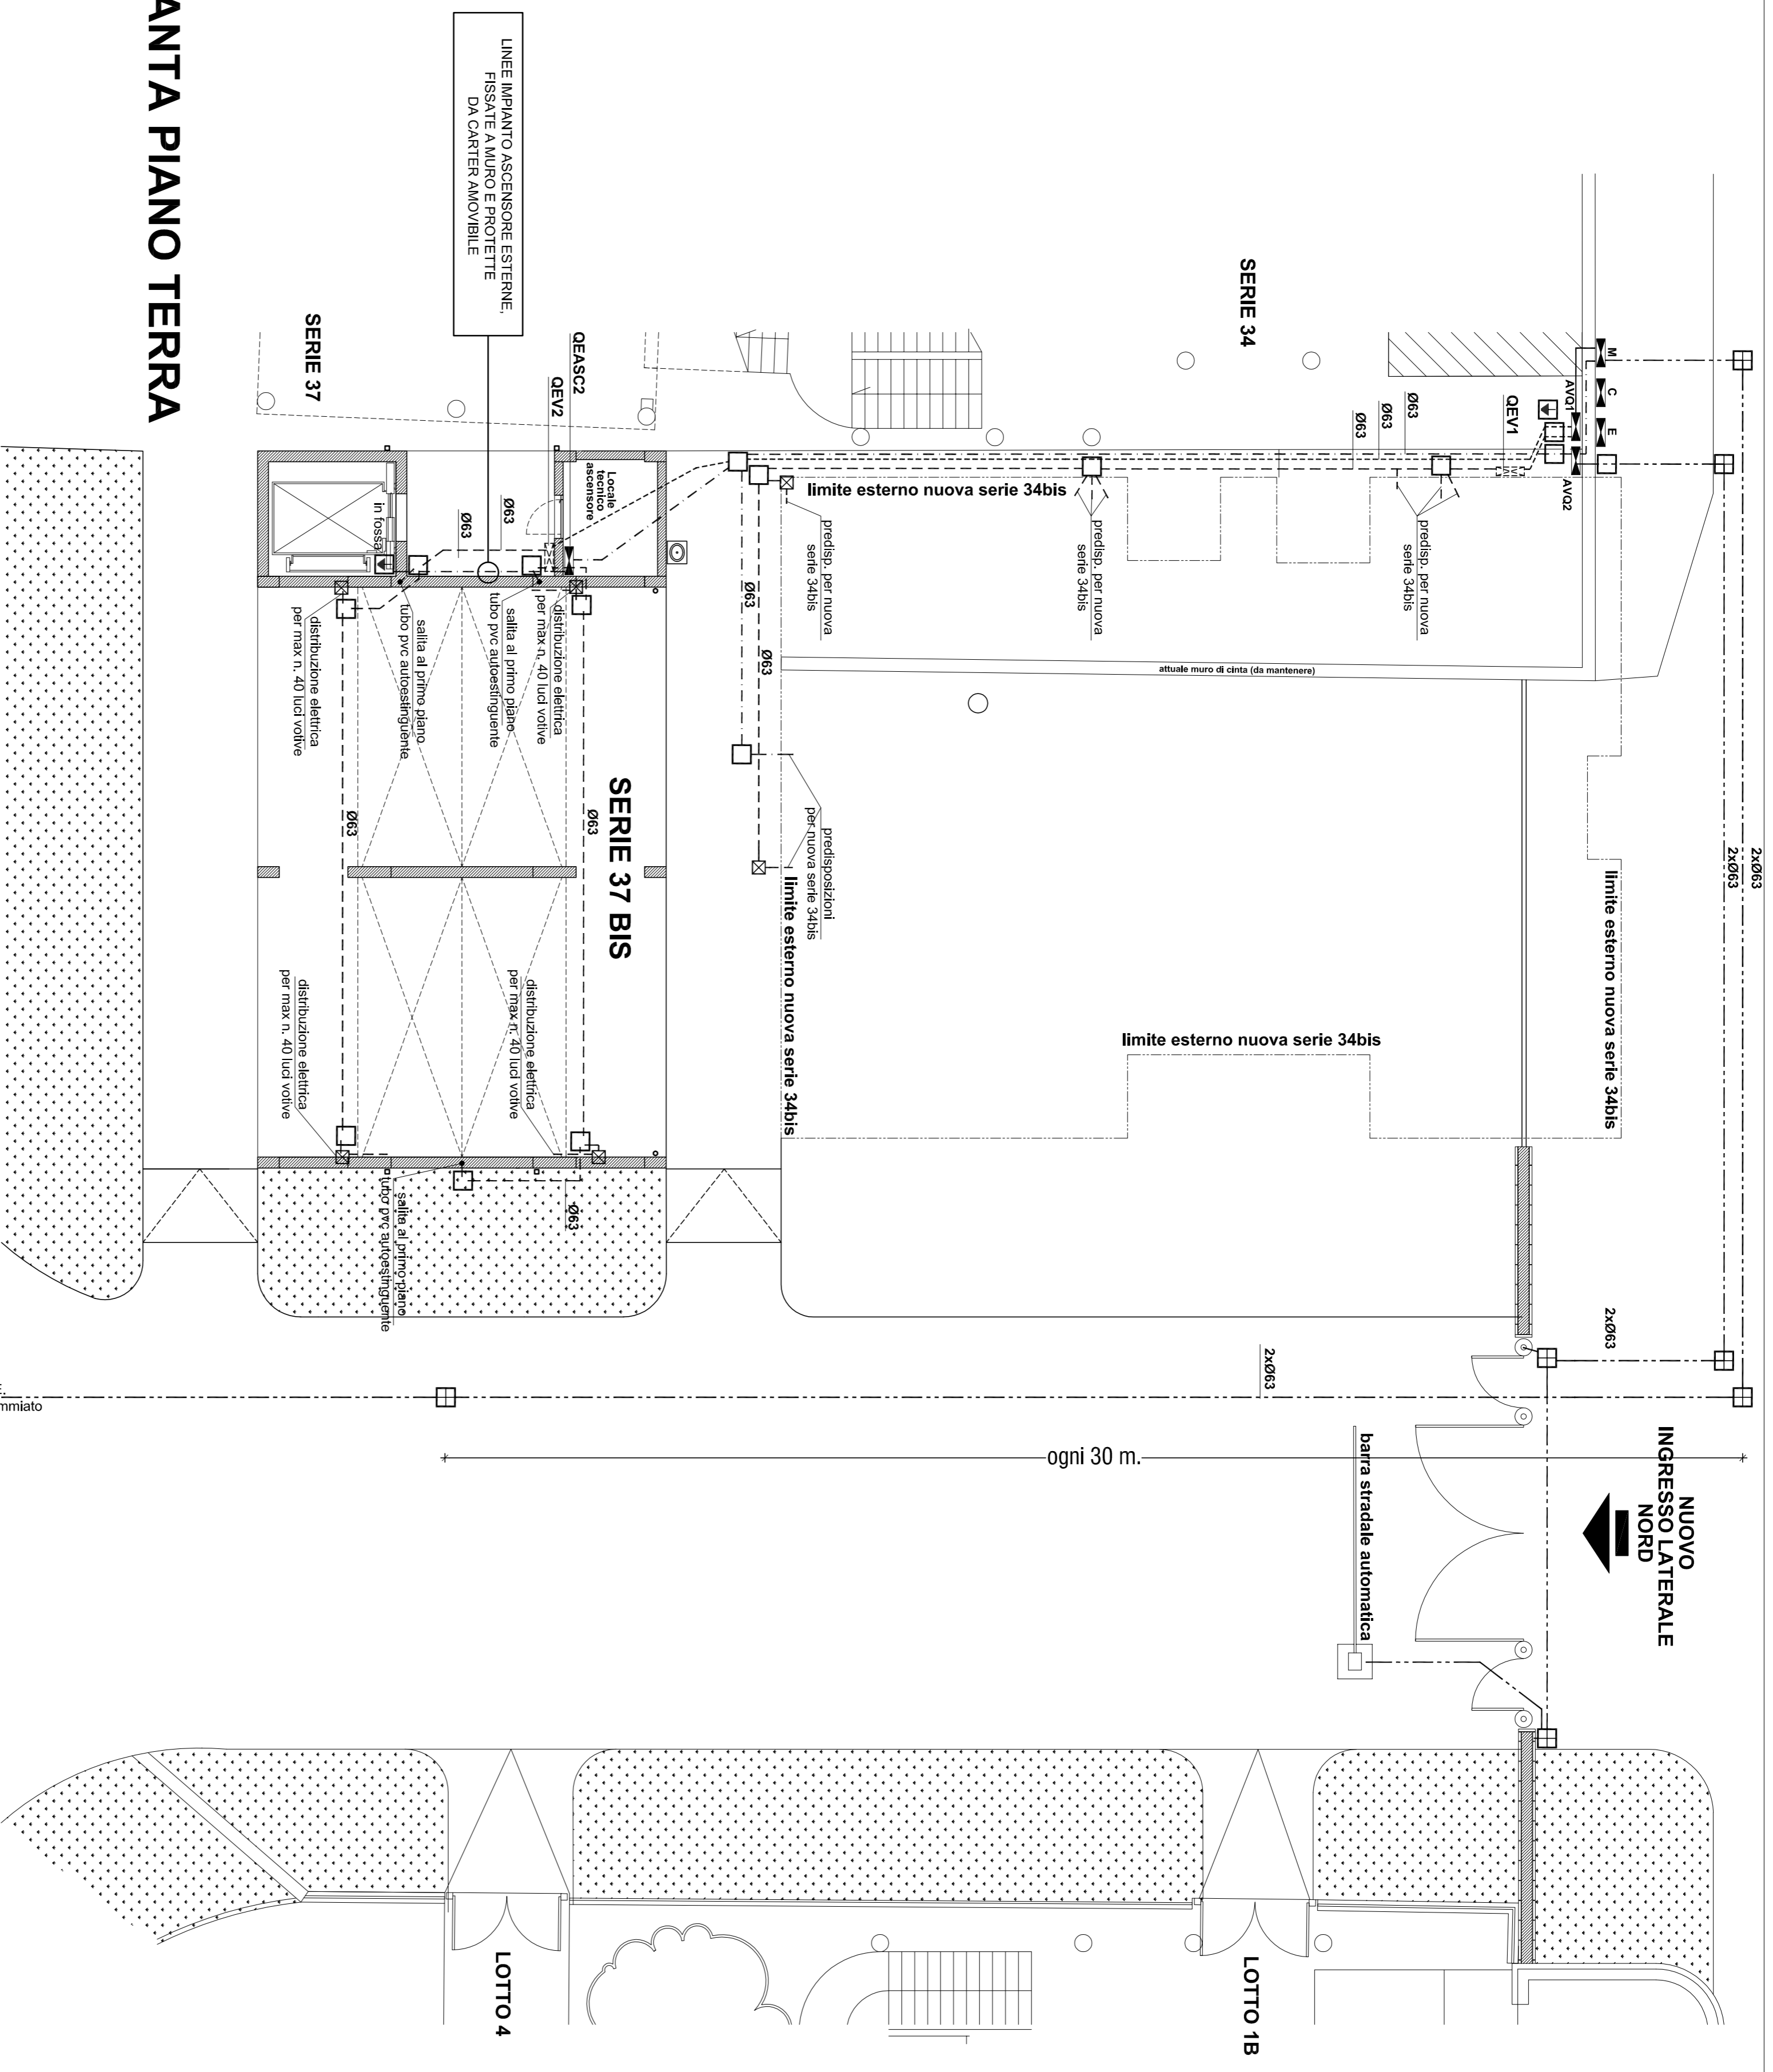 ANTA PIANO TERRA
LINEE IMPIANTO ASCENSORE ESTERNE,
FISSATE A MURO E PROTETTE
DA CARTER AMOVIBILE
SERIE 37
SERIE 34
QEASC2
QEV2
Locale
tecnico
ascensore
in fossa
Ø63
Ø63
M
C
E
AVQ1
AVQ2
QEV1
Ø63
Ø63
Ø63
limite esterno nuova serie 34bis
predisp. per nuova
serie 34bis
predisp. per nuova
serie 34bis
predisp. per nuova
serie 34bis
attuale muro di cinta (da mantenere)
Ø63
Ø63
predisposizioni
per nuova serie 34bis
distribuzione elettrica
per max n. 40 luci votive
salita al primo piano
tubo pvc autoestinguente
salita al primo piano
tubo pvc autoestinguente
distribuzione elettrica
per max n. 40 luci votive
SERIE 37 BIS
Ø63
Ø63
distribuzione elettrica
per max n. 40 luci votive
distribuzione elettrica
per max n. 40 luci votive
salita al primo piano
tubo pvc autoestinguente
Ø63
limite esterno nuova serie 34bis
limite esterno nuova serie 34bis
limite esterno nuova serie 34bis
2xØ63
2xØ63
2xØ63
2xØ63
mmiato
ogni 30 m.
barra stradale automatica
NUOVO
INGRESSO LATERALE
NORD
LOTTO 4
LOTTO 1B